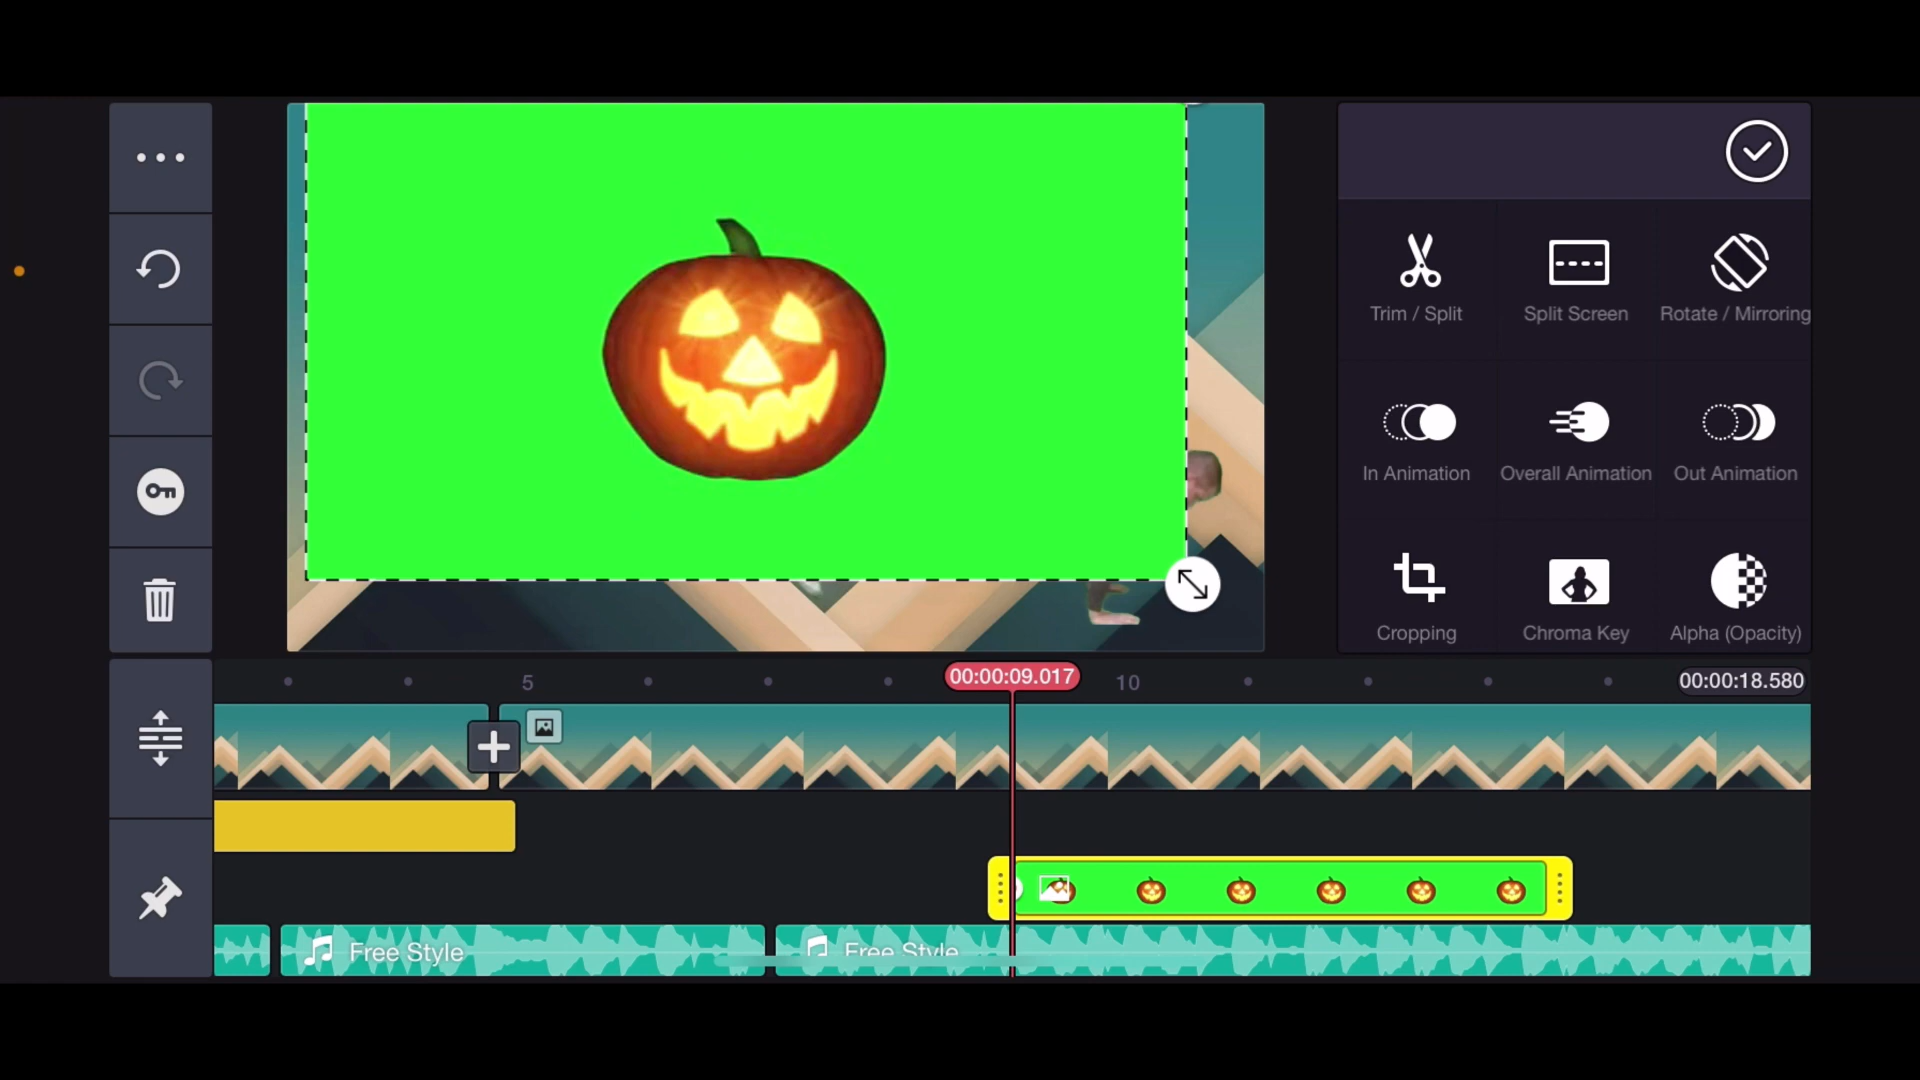 Trim / Split
Split Screen
Rotate / Mirroring
In Animation
Overall Animation
Out Animation
Cropping
Chroma Key
Alpha (Opacity)
5
00:00:09.017
10
00:00:18.580
Free Style
Free Style